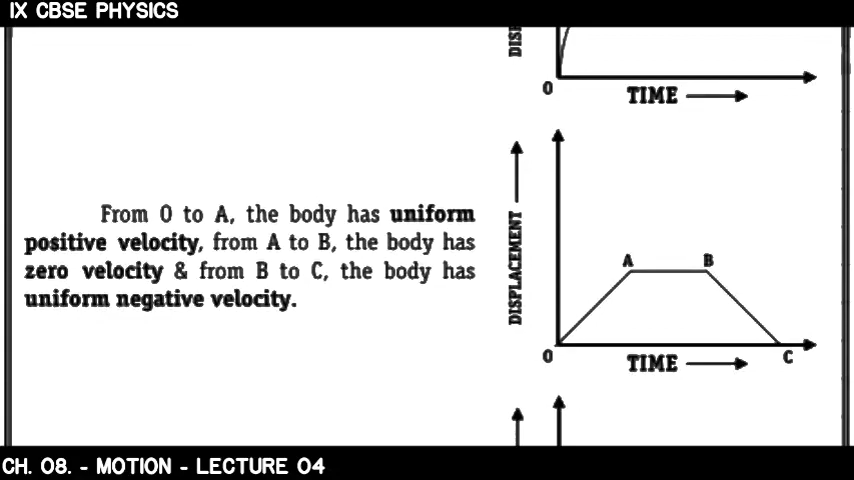 IX CBSE PHYSICS
O
TIME
From O to A, the body has uniform
positive velocity, from A to B, the body has
zero velocity & from B to C, the body has
uniform negative velocity.
DISPLACEMENT
A
B
O
TIME
C
CH. 08. - MOTION - LECTURE 04